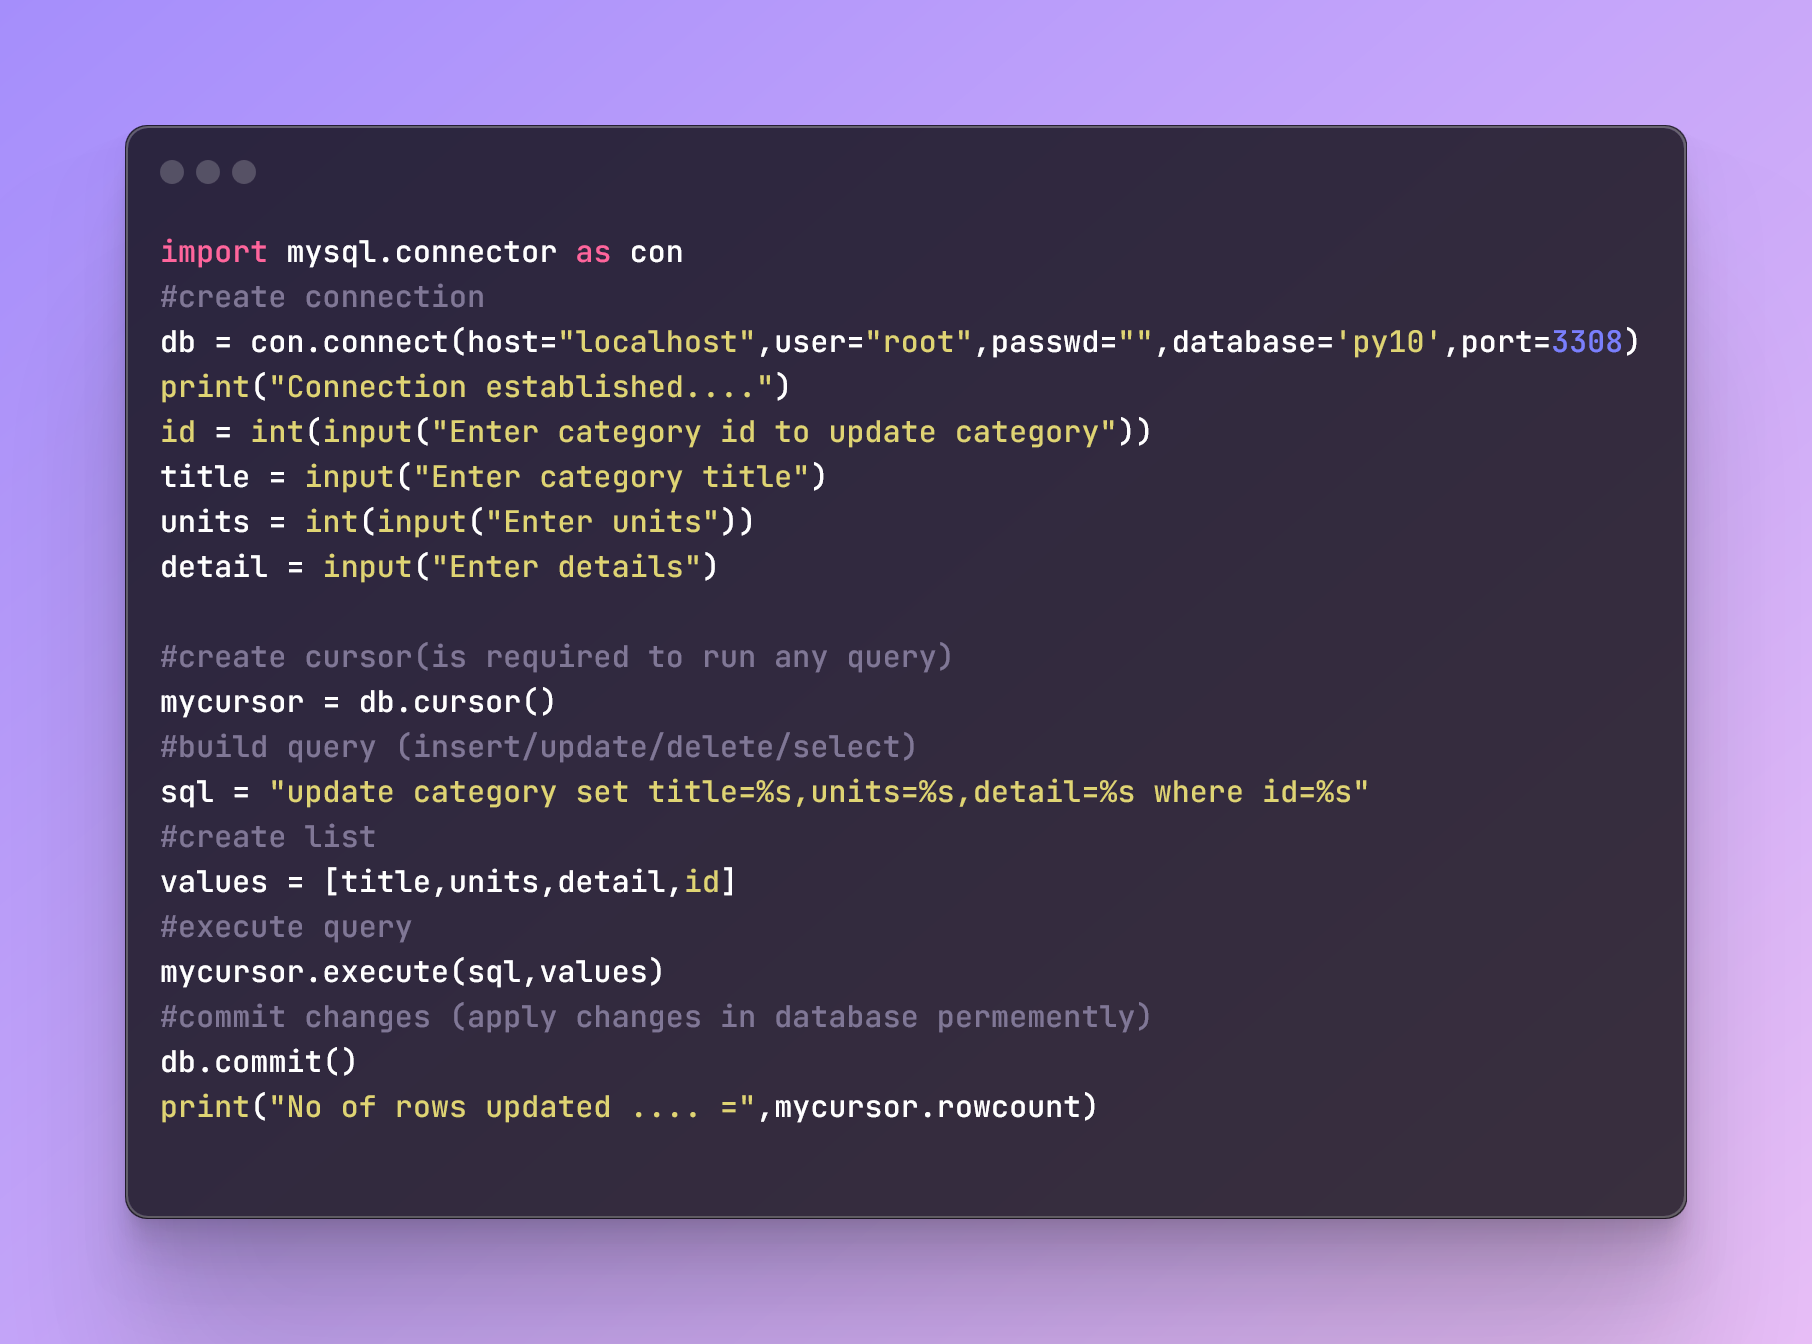 import mysql.connector as con
#create connection
db = con.connect(host="localhost",user="root",passwd="",database='py10',port=3308)
print("Connection established....")
id = int(input("Enter category id to update category"))
title = input("Enter category title")
units = int(input("Enter units"))
detail = input("Enter details")

#create cursor(is required to run any query)
mycursor = db.cursor()
#build query (insert/update/delete/select)
sql = "update category set title=%s,units=%s,detail=%s where id=%s"
#create list
values = [title,units,detail,id]
#execute query
mycursor.execute(sql,values)
#commit changes (apply changes in database permemently)
db.commit()
print("No of rows updated .... =",mycursor.rowcount)